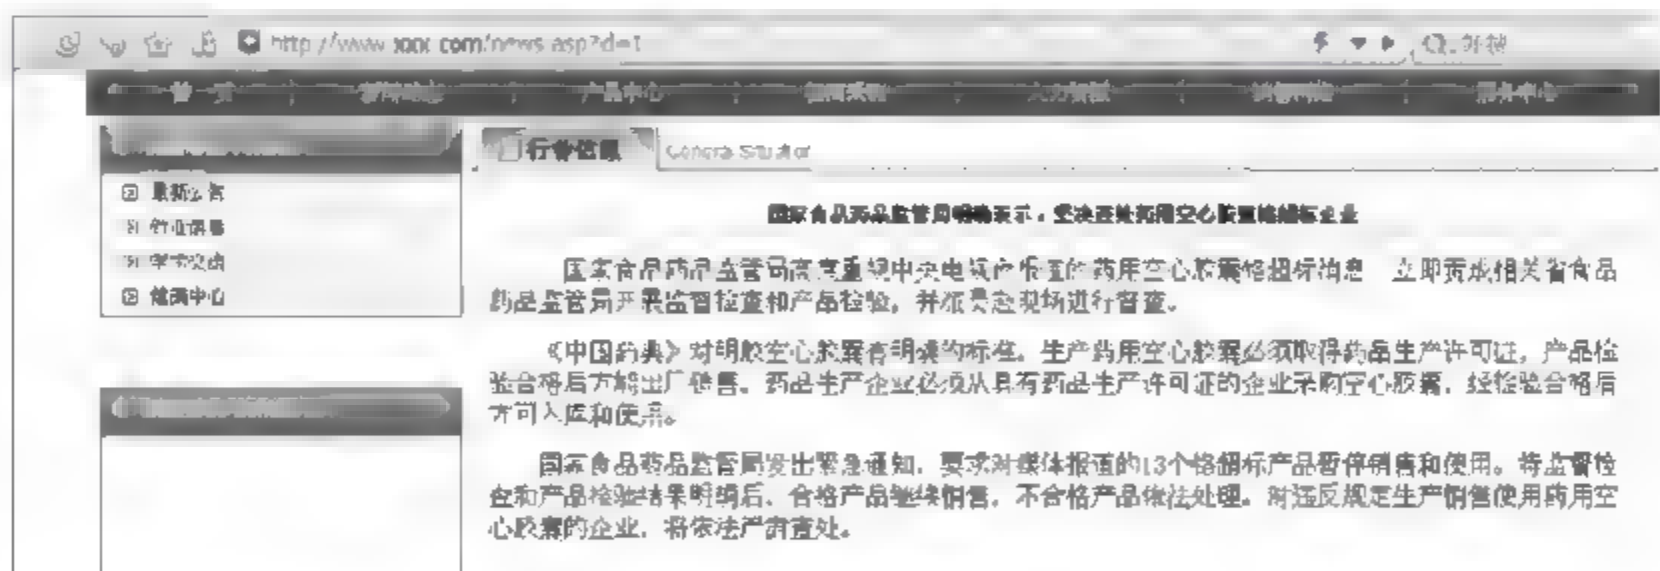 http://www.xxx.com/news.asp?id=1
产品中心
行业信息
最新公告
行业信息
学术交流
健康中心
国家食品药品监管局明确表示,坚决查处药用空心胶囊铬超标企业
国家食品药品监管局高度重视中央电视台报道的药用空心胶囊铬超标消息 立即责成相关省食品
药品监管局开展监督检查和产品检验,并派员赴现场进行督查。
《中国药典》对明胶空心胶囊有明确的标准。生产药用空心胶囊必须取得药品生产许可证,产品检
验合格后方能出厂销售。药品生产企业必须从具有药品生产许可证的企业采购空心胶囊,经检验合格后
方可入库和使用。
国家食品药品监管局发出紧急通知,要求对媒体报道的13个铬超标产品暂停销售和使用。待监督检
查和产品检验结果明确后,合格产品继续销售,不合格产品依法处理。对违反规定生产销售使用药用空
心胶囊的企业,将依法严肃查处。